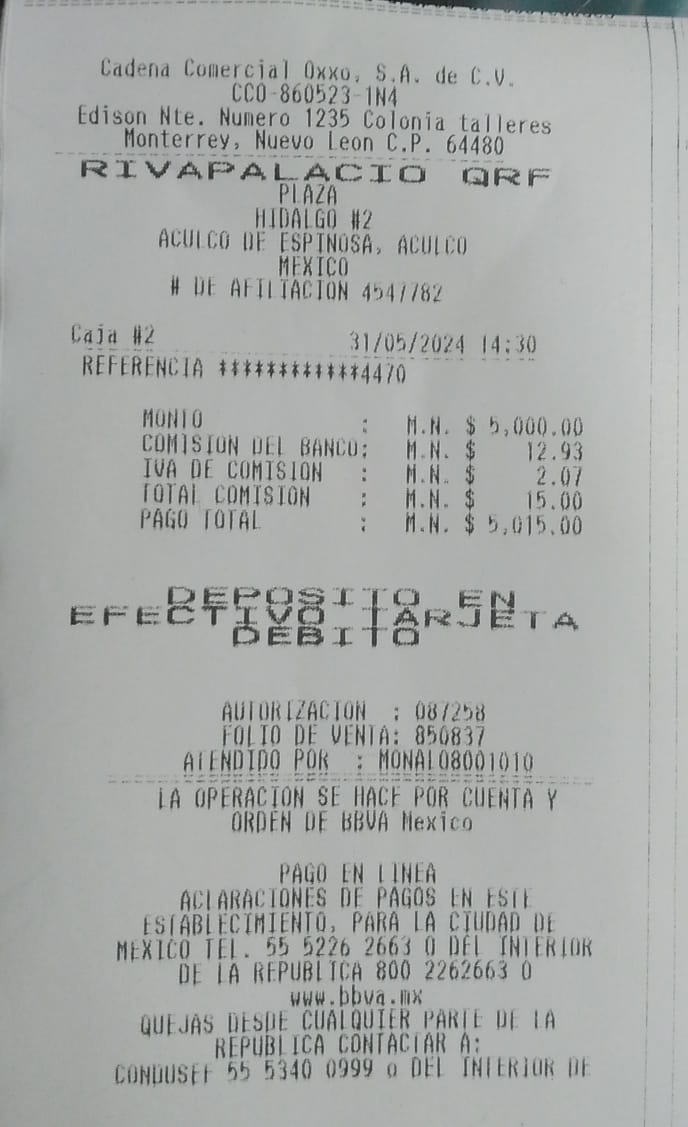 Cadena Comercial Oxxo, S.A. de C.V.
CCO-860523-1N4
Edison Nte. Numero 1235 Colonia talleres
Monterrey, Nuevo Leon C.P. 64480
RIVAPALACIO QRF
PLAZA
HIDALGO #2
ACULCO DE ESPINOSA, ACULCO
MEXICO
# DE AFILIACION 4547782
Caja #2 31/05/2024 14:30
REFERENCIA ************4470
MONTO : M.N. $ 5,000.00
COMISION DEL BANCO: M.N. $ 12.93
IVA DE COMISION : M.N. $ 2.07
TOTAL COMISION : M.N. $ 15.00
PAGO TOTAL : M.N. $ 5,015.00
DEPOSITO EN
EFECTIVO TARJETA
DEBITO
AUTORIZACION : 087258
FOLIO DE VENTA: 850837
ATENDIDO POR :
LA OPERACION SE HACE POR CUENTA Y
ORDEN DE BBVA Mexico
PAGO EN LINEA
ACLARACIONES DE PAGOS EN ESTE
ESTABLECIMIENTO, PARA LA CIUDAD DE
MEXICO TEL. 55 5226 2663 O DEL INTERIOR
DE LA REPUBLICA 800 2262663 O
www.bbva.mx
QUEJAS DESDE CUALQUIER PARTE DE LA
REPUBLICA CONTACTAR A:
CONDUSEF 55 5340 0999 o DEL INTERIOR DE